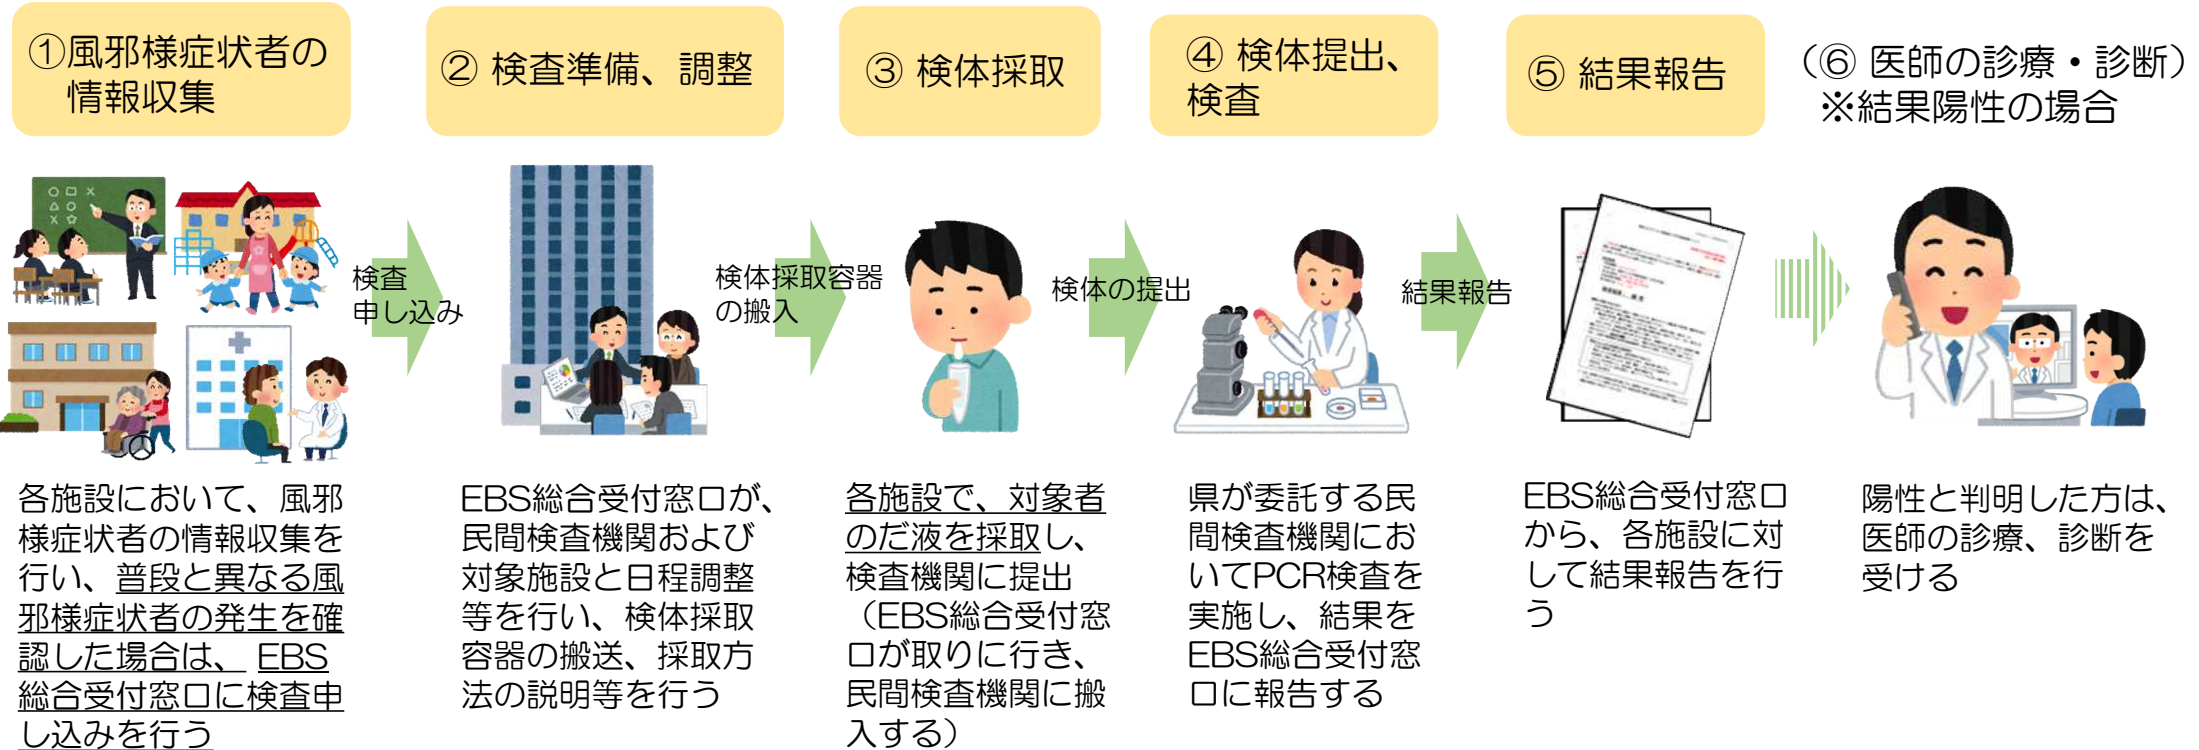 ①風邪様症状者の
情報収集
② 検査準備、調整
③ 検体採取
④ 検体提出、
検査
⑤ 結果報告
（⑥ 医師の診療・診断）
※結果陽性の場合
検査
申し込み
検体採取容器
の搬入
検体の提出
結果報告
各施設において、風邪
様症状者の情報収集を
行い、普段と異なる風
邪様症状者の発生を確
認した場合は、 EBS
総合受付窓口に検査申
し込みを行う
EBS総合受付窓口が、
民間検査機関および
対象施設と日程調整
等を行い、検体採取
容器の搬送、採取方
法の説明等を行う
各施設で、対象者
のだ液を採取し、
検査機関に提出
（EBS総合受付窓
口が取りに行き、
民間検査機関に搬
入する）
県が委託する民
間検査機関にお
いてPCR検査を
実施し、結果を
EBS総合受付窓
口に報告する
EBS総合受付窓口
から、各施設に対
して結果報告を行
う
陽性と判明した方は、
医師の診療、診断を
受ける